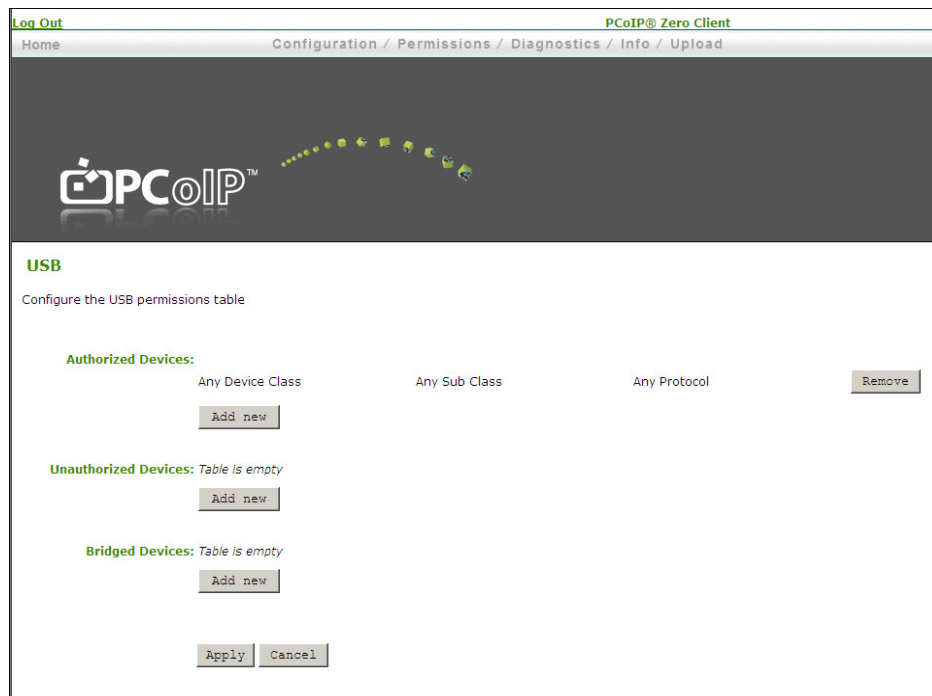 Log Out PCoIP® Zero Client
Home Configuration / Permissions / Diagnostics / Info / Upload
PCoIP™
USB
Configure the USB permissions table
Authorized Devices:
Any Device Class Any Sub Class Any Protocol Remove
Add new
Unauthorized Devices: Table is empty
Add new
Bridged Devices: Table is empty
Add new
Apply Cancel